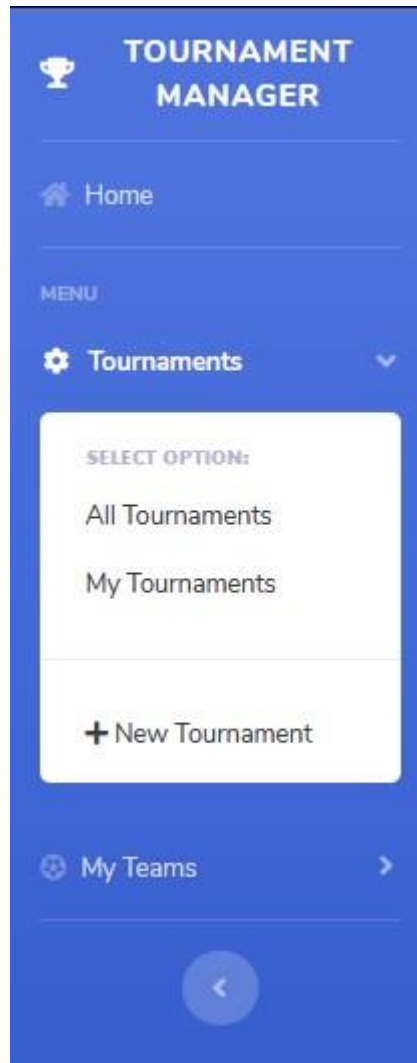 TOURNAMENT
MANAGER
Home
MENU
Tournaments
SELECT OPTION:
All Tournaments
My Tournaments
New Tournament
My Teams